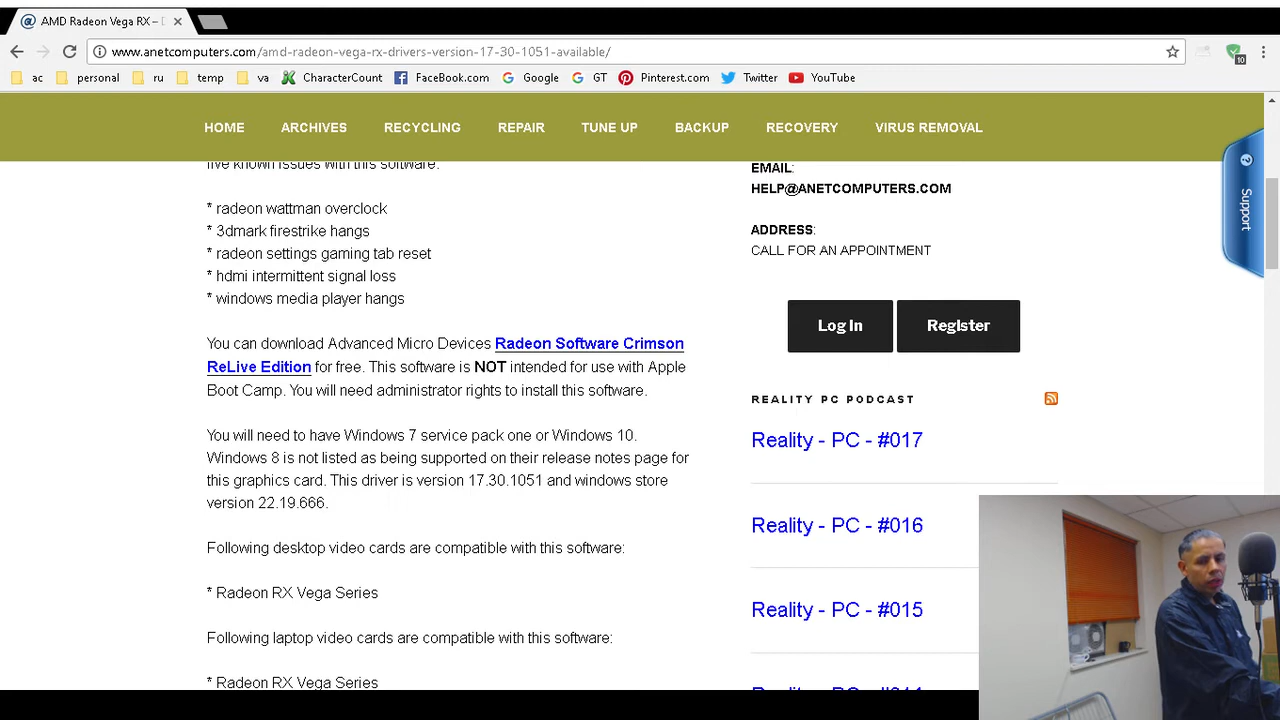 AMD Radeon Vega RX –
www.anetcomputers.com/amd-radeon-vega-rx-drivers-version-17-30-1051-available/
ac personal ru temp va CharacterCount FaceBook.com Google GT Pinterest.com Twitter YouTube
10
HOME ARCHIVES RECYCLING REPAIR TUNE UP BACKUP RECOVERY VIRUS REMOVAL
five known issues with this software:
* radeon wattman overclock
* 3dmark firestrike hangs
* radeon settings gaming tab reset
* hdmi intermittent signal loss
* windows media player hangs
You can download Advanced Micro Devices Radeon Software Crimson
ReLive Edition for free. This software is NOT intended for use with Apple
Boot Camp. You will need administrator rights to install this software.
You will need to have Windows 7 service pack one or Windows 10.
Windows 8 is not listed as being supported on their release notes page for
this graphics card. This driver is version 17.30.1051 and windows store
version 22.19.666.
Following desktop video cards are compatible with this software:
* Radeon RX Vega Series
Following laptop video cards are compatible with this software:
* Radeon RX Vega Series
EMAIL:
HELP@ANETCOMPUTERS.COM
ADDRESS:
CALL FOR AN APPOINTMENT
Log In Register
REALITY PC PODCAST
Reality - PC - #017
Reality - PC - #016
Reality - PC - #015
Reality - PC - #014
Support